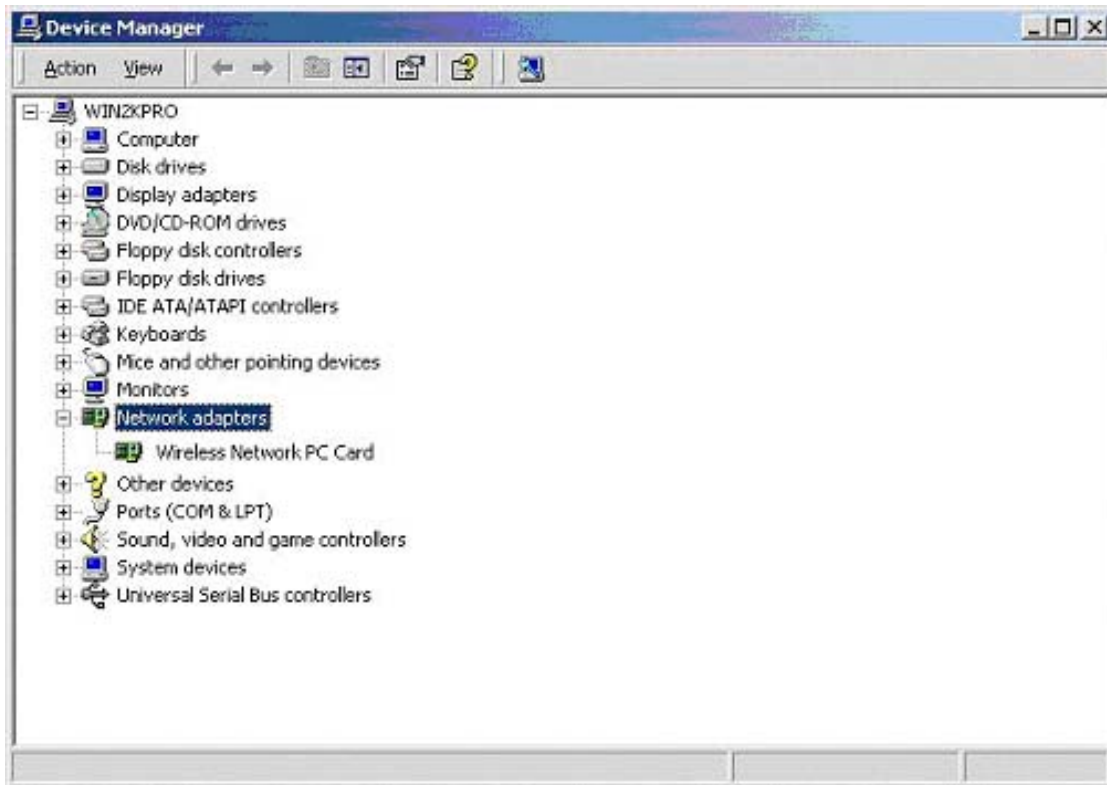 Device Manager
Action View
WIN2KPRO
Computer
Disk drives
Display adapters
DVD/CD-ROM drives
Floppy disk controllers
Floppy disk drives
IDE ATA/ATAPI controllers
Keyboards
Mice and other pointing devices
Monitors
Network adapters
Wireless Network PC Card
Other devices
Ports (COM & LPT)
Sound, video and game controllers
System devices
Universal Serial Bus controllers